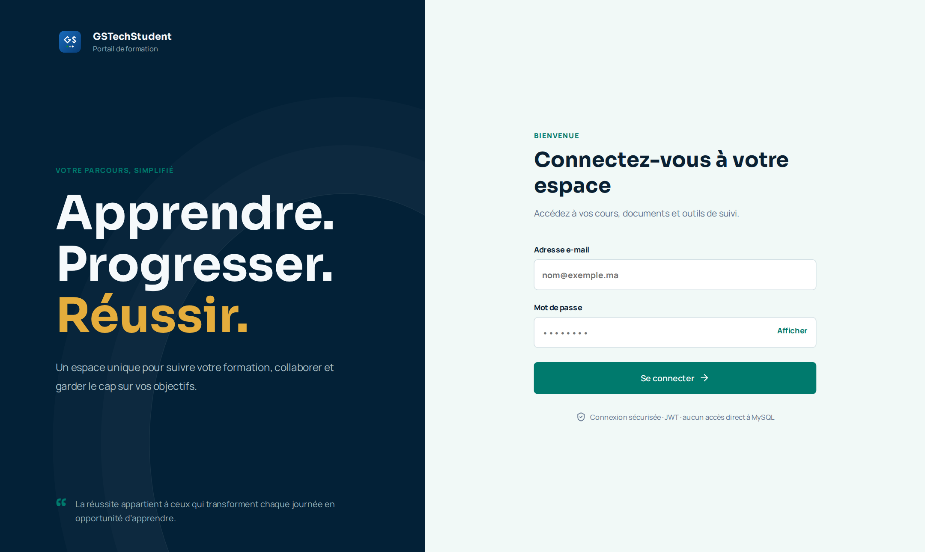 GS
GSTechStudent
Portail de formation
VOTRE PARCOURS, SIMPLIFIÉ
Apprendre.
Progresser.
Réussir.
Un espace unique pour suivre votre formation, collaborer et
garder le cap sur vos objectifs.
“ La réussite appartient à ceux qui transforment chaque journée en
opportunité d'apprendre.
BIENVENUE
Connectez-vous à votre
espace
Accédez à vos cours, documents et outils de suivi.
Adresse e-mail
nom@exemple.ma
Mot de passe
•••••••• Afficher
Se connecter →
Connexion sécurisée · JWT · aucun accès direct à MySQL